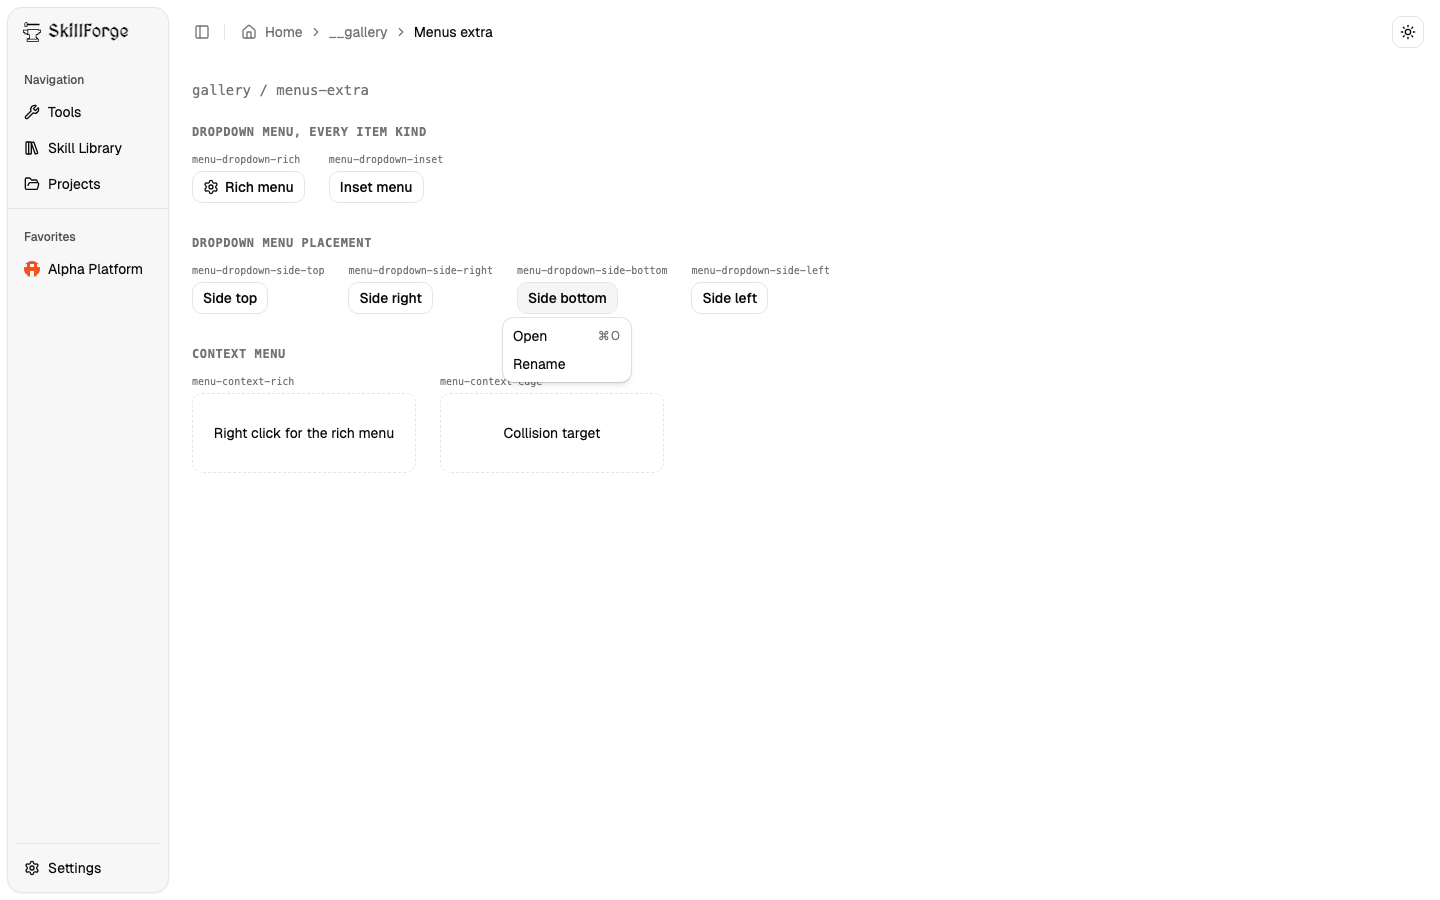 SkillForge
Navigation
Tools
Skill Library
Projects
Favorites
Alpha Platform
Settings
Home > __gallery > Menus extra
gallery / menus-extra
DROPDOWN MENU, EVERY ITEM KIND
menu-dropdown-rich menu-dropdown-inset
Rich menu Inset menu
DROPDOWN MENU PLACEMENT
menu-dropdown-side-top menu-dropdown-side-right menu-dropdown-side-bottom menu-dropdown-side-left
Side top Side right Side bottom Side left
Open ⌘O
Rename
CONTEXT MENU
menu-context-rich menu-context-edge
Right click for the rich menu Collision target